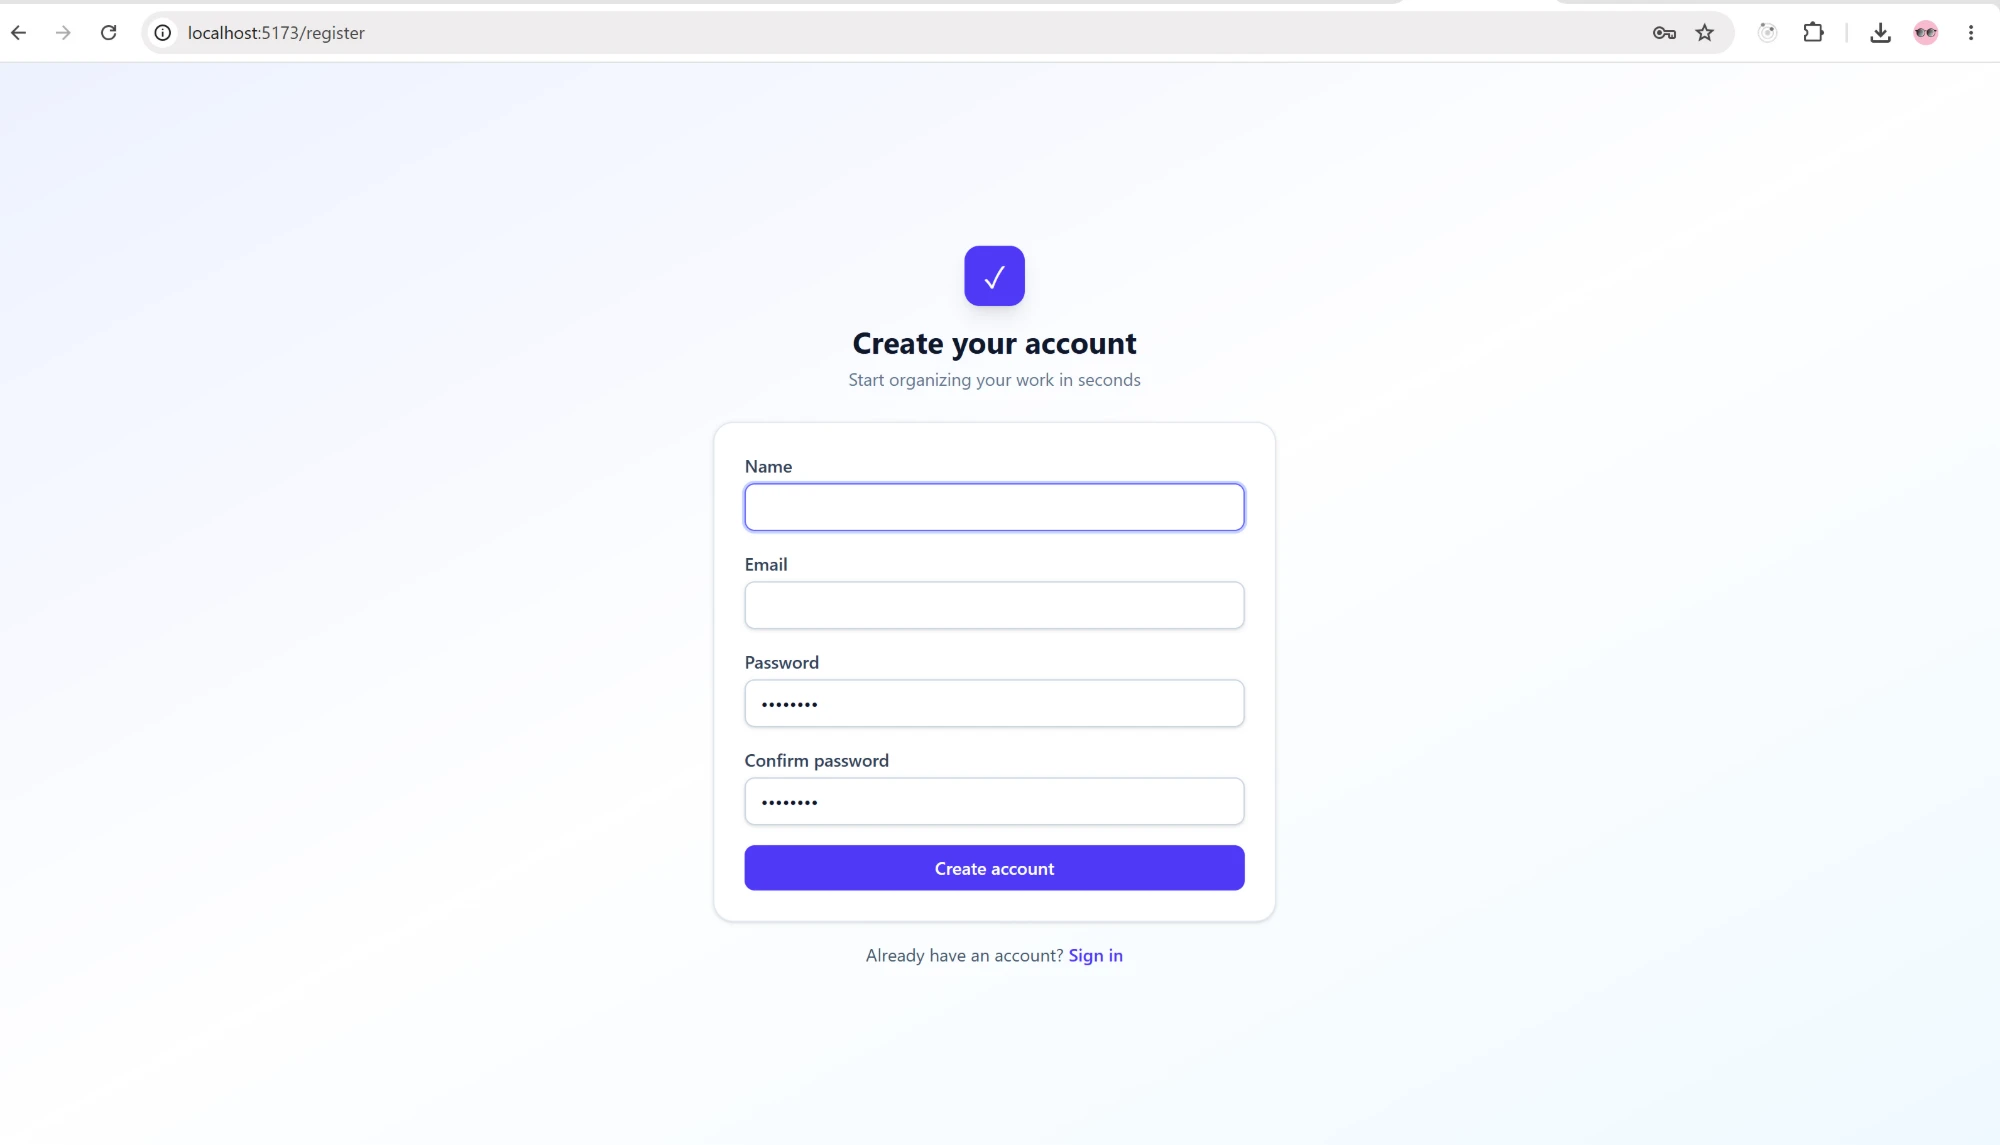 localhost:5173/register
Create your account
Start organizing your work in seconds
Name
Email
Password
••••••••
Confirm password
••••••••
Create account
Already have an account? Sign in